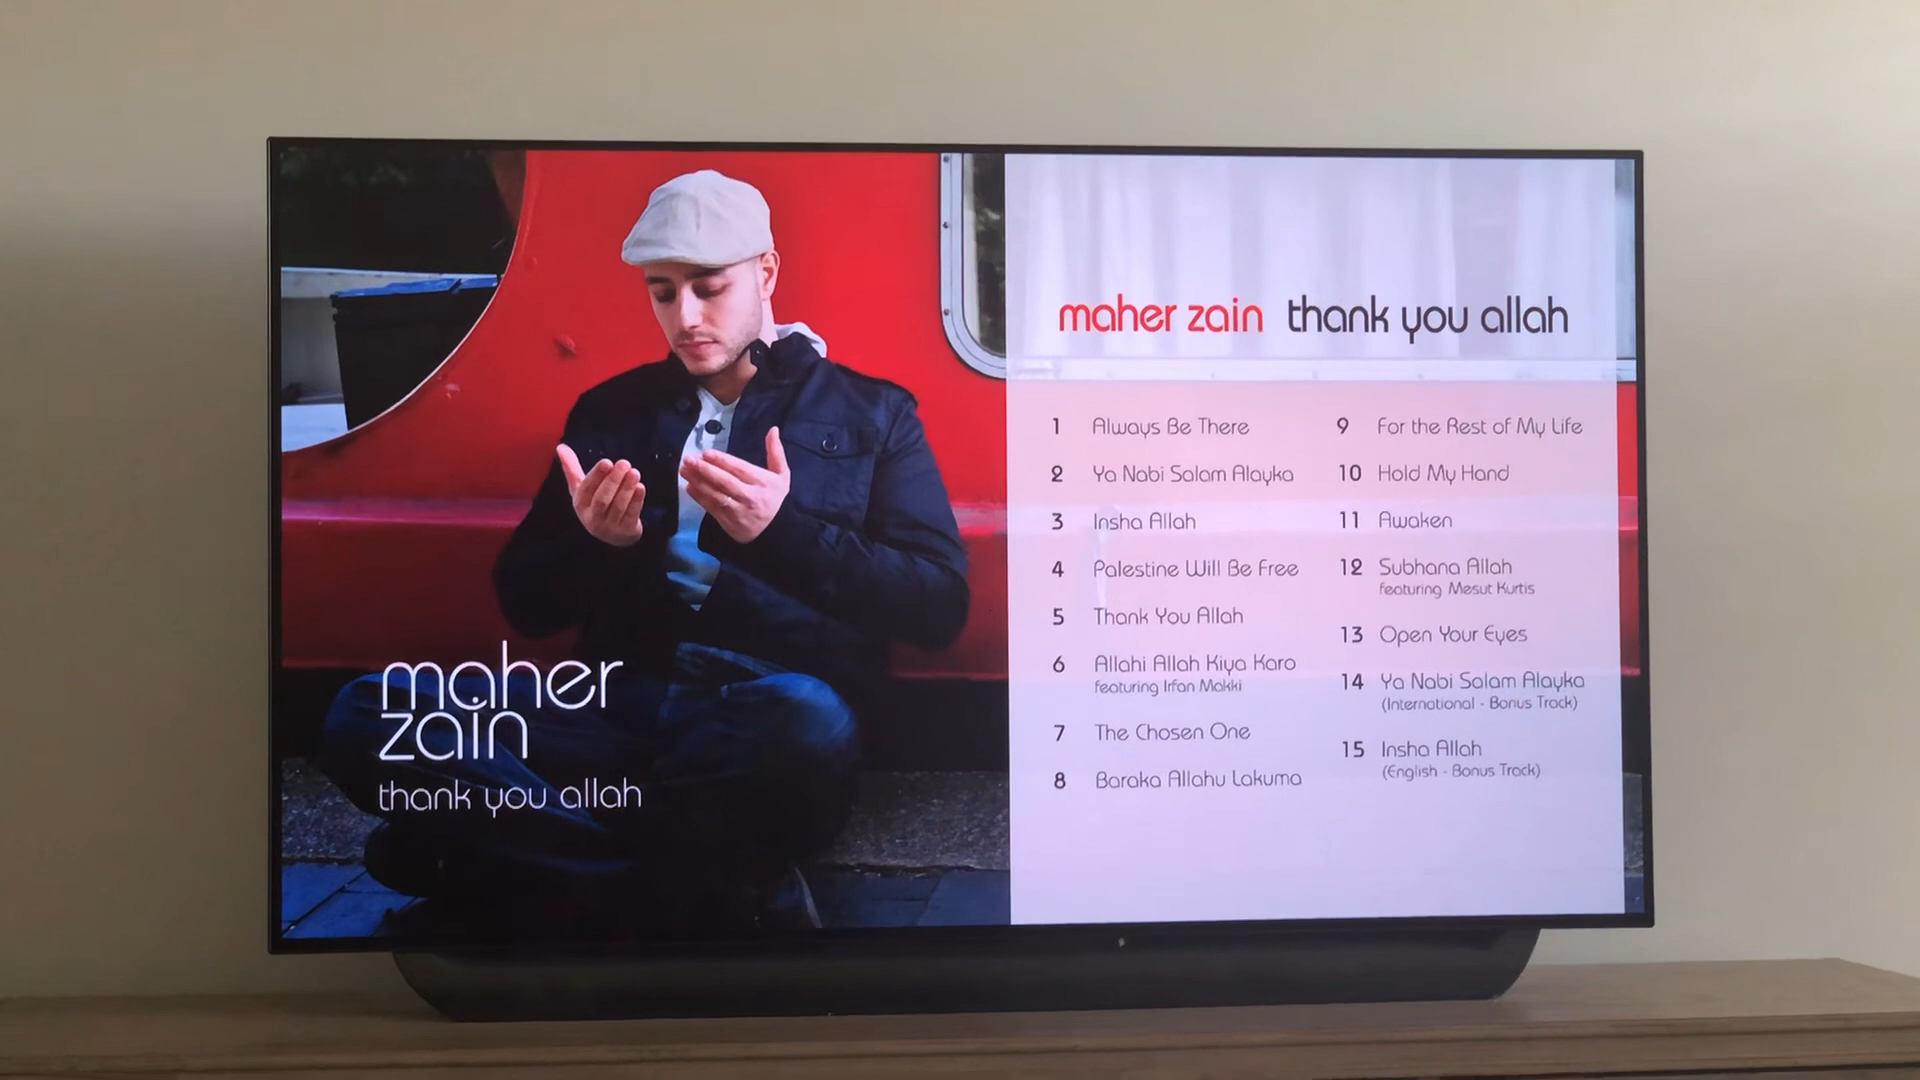 maher
zain
thank you allah
maher zain thank you allah
1 Always Be There
2 Ya Nabi Salam Alayka
3 Insha Allah
4 Palestine Will Be Free
5 Thank You Allah
6 Allahi Allah Kiya Karo
featuring Irfan Makki
7 The Chosen One
8 Baraka Allahu Lakuma
9 For the Rest of My Life
10 Hold My Hand
11 Awaken
12 Subhana Allah
featuring Mesut Kurtis
13 Open Your Eyes
14 Ya Nabi Salam Alayka
(International - Bonus Track)
15 Insha Allah
(English - Bonus Track)